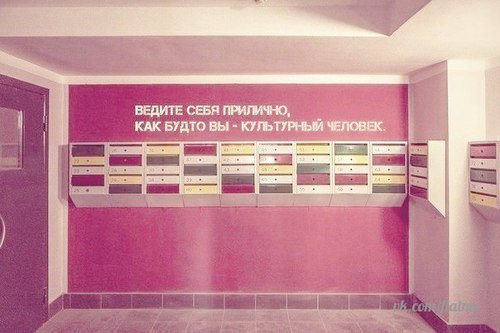 ВЕДИТЕ СЕБЯ ПРИЛИЧНО,
КАК БУДТО ВЫ - КУЛЬТУРНЫЙ ЧЕЛОВЕК.